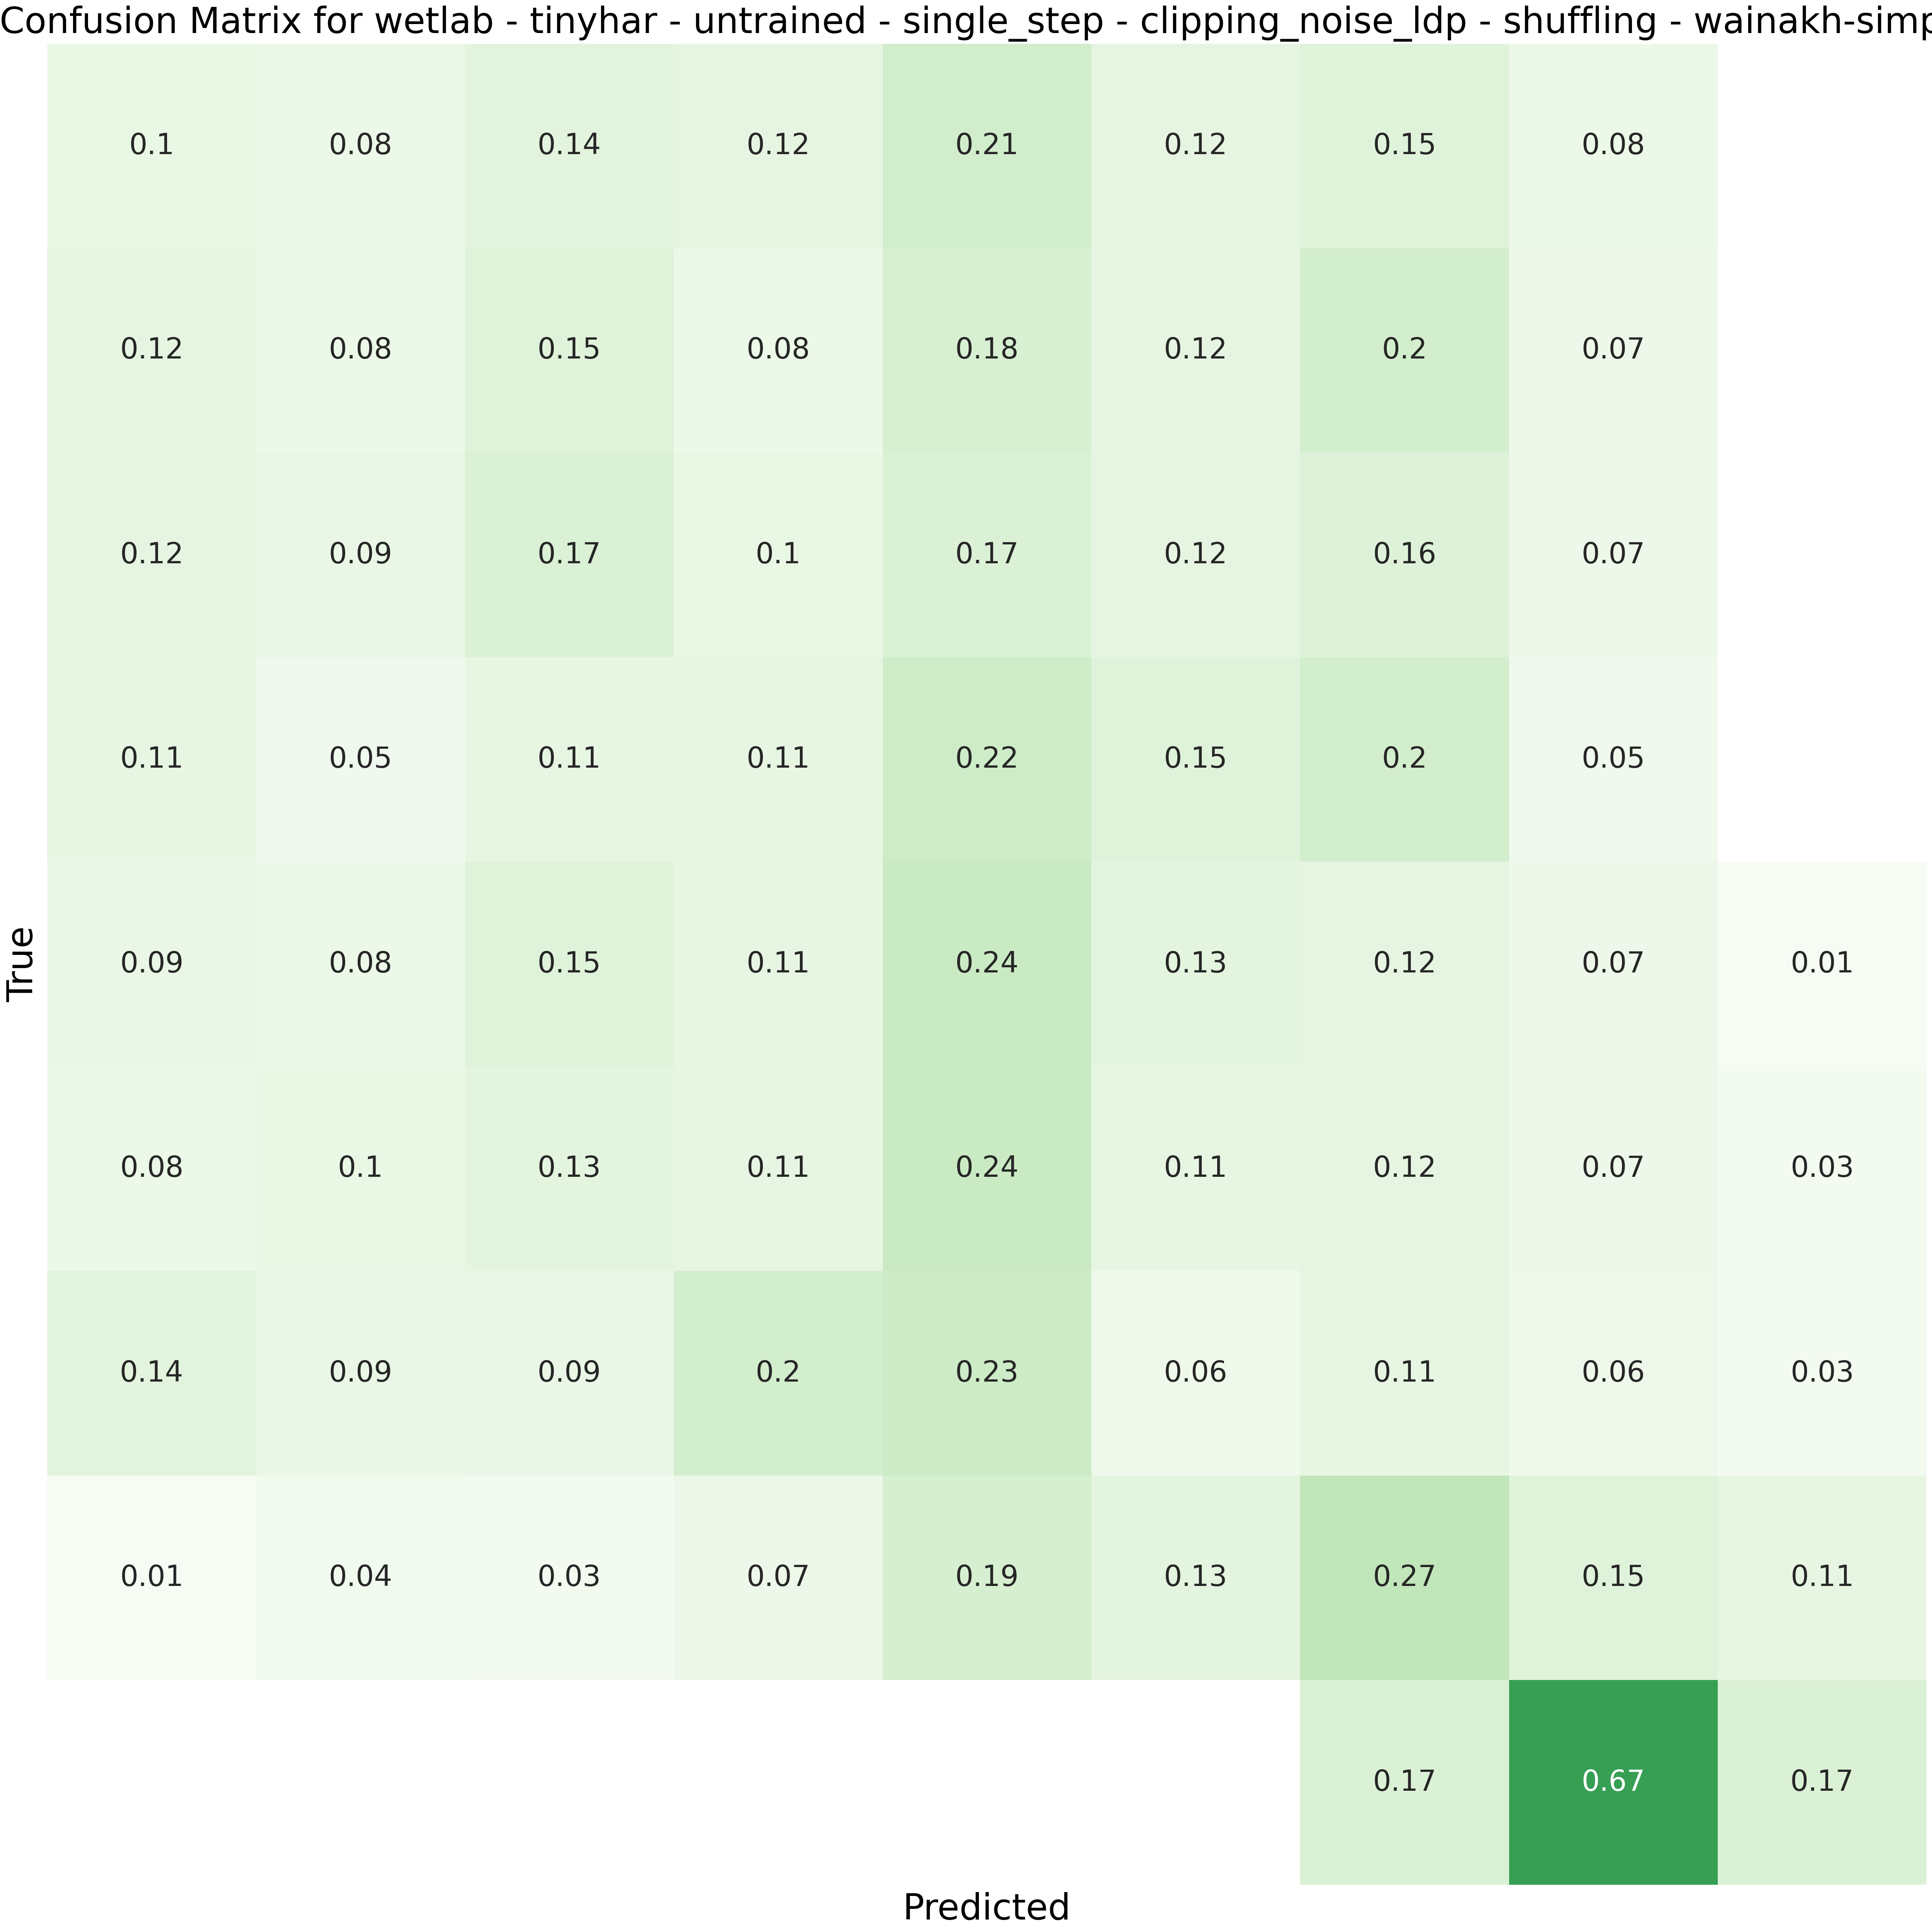 Confusion Matrix for wetlab - tinyhar - untrained - single_step - clipping_noise_ldp - shuffling - wainakh-simp
0.1 0.08 0.14 0.12 0.21 0.12 0.15 0.08
0.12 0.08 0.15 0.08 0.18 0.12 0.2 0.07
0.12 0.09 0.17 0.1 0.17 0.12 0.16 0.07
0.11 0.05 0.11 0.11 0.22 0.15 0.2 0.05
0.09 0.08 0.15 0.11 0.24 0.13 0.12 0.07 0.01
True
0.08 0.1 0.13 0.11 0.24 0.11 0.12 0.07 0.03
0.14 0.09 0.09 0.2 0.23 0.06 0.11 0.06 0.03
0.01 0.04 0.03 0.07 0.19 0.13 0.27 0.15 0.11
0.17 0.67 0.17
Predicted